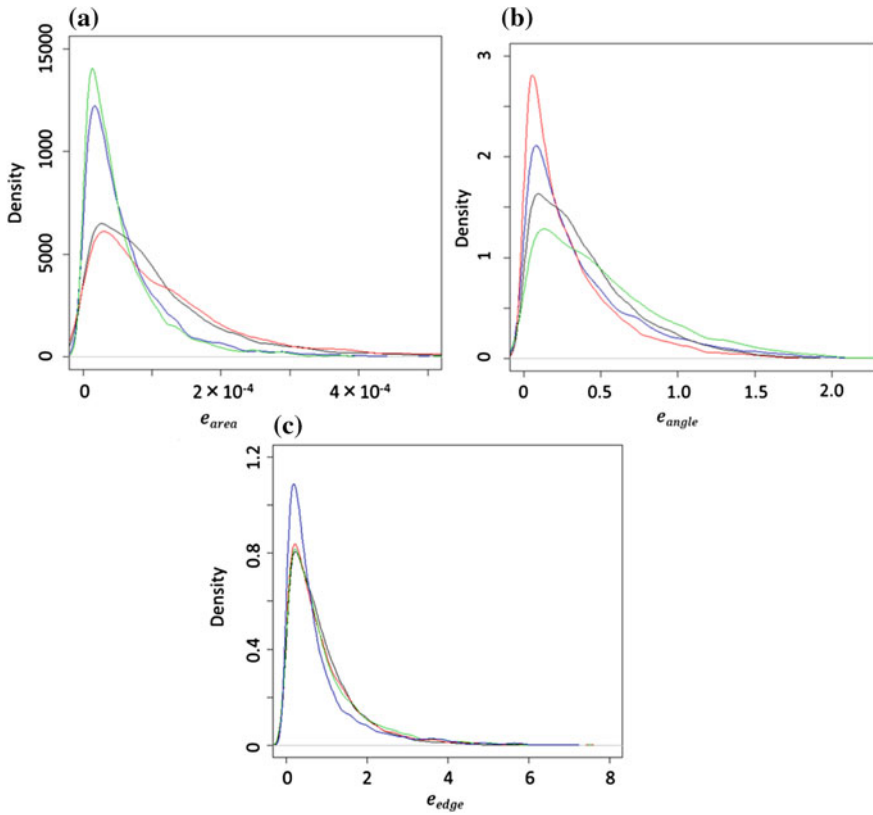 (a)
15000
10000
5000
0
Density
0
2 × 10⁻⁴
4 × 10⁻⁴
e_area
(b)
3
2
1
0
Density
0
0.5
1.0
1.5
2.0
e_angle
(c)
1.2
0.8
0.4
0
Density
0
2
4
6
8
e_edge